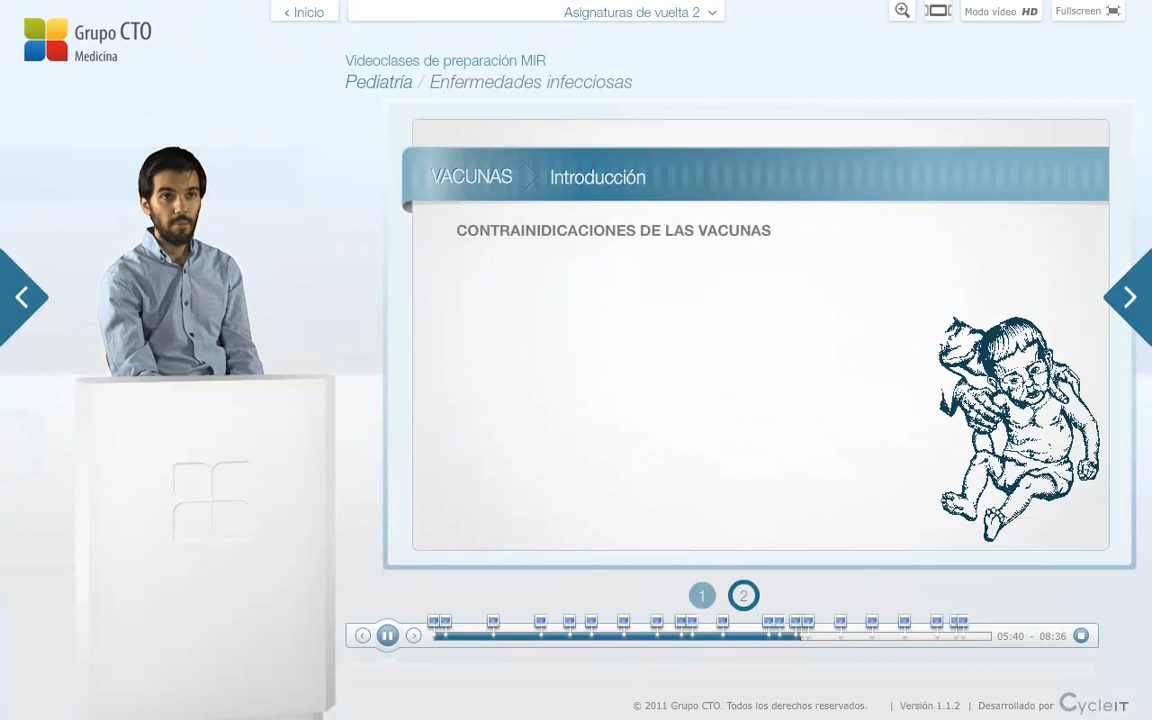 ‹ Inicio
Asignaturas de vuelta 2
Modo vídeo HD
Fullscreen
Grupo CTO
Medicina
Videoclases de preparación MIR
Pediatría / Enfermedades infecciosas
VACUNAS
Introducción
CONTRAINIDICACIONES DE LAS VACUNAS
1
2
05:40 - 08:36
© 2011 Grupo CTO. Todos los derechos reservados. | Versión 1.1.2 | Desarrollado por CycleIT